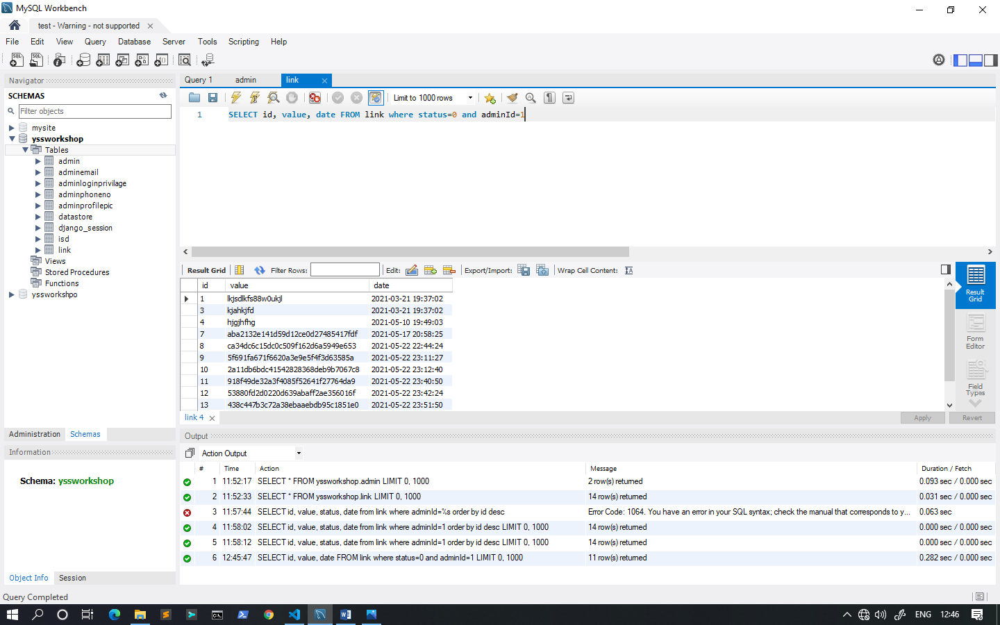 MySQL Workbench
test - Warning - not supported
File Edit View Query Database Server Tools Scripting Help
Navigator
SCHEMAS
Filter objects
mysite
yssworkshop
Tables
admin
adminemail
adminloginprivilage
adminphoneno
adminprofilepic
datastore
django_session
isd
link
Views
Stored Procedures
Functions
yssworkshpo
Administration Schemas
Information
Schema: yssworkshop
Object Info Session
Query 1 admin link
Limit to 1000 rows
1 SELECT id, value, date FROM link where status=0 and adminId=1
Result Grid Filter Rows: Edit: Export/Import: Wrap Cell Content:
id value date
1 lkjsdlkfs88w0ukjl 2021-03-21 19:37:02
3 kjahkjfd 2021-03-21 19:37:02
4 hjgjhfhg 2021-05-10 19:49:03
7 aba2132e141d59d12ce0d27485417fdf 2021-05-17 20:58:25
8 ca34dc6c15dc0c509f162d6a5949e653 2021-05-22 22:44:24
9 5f691fa671f6620a3e9e5f4f3d63585a 2021-05-22 23:11:27
10 2a11db6bdc41542828368deb9b7067c8 2021-05-22 23:12:40
11 918f49de32a3f4085f52641f27764da9 2021-05-22 23:40:50
12 53880fd2d0220d639abaff2ae356016f 2021-05-22 23:42:24
13 438c447b3c72a38ebaaebdb95c1851e0 2021-05-22 23:51:50
Result
Grid
Form
Editor
Field
Types
link 4 Apply Revert
Output
Action Output
# Time Action Message Duration / Fetch
1 11:52:17 SELECT * FROM yssworkshop.admin LIMIT 0, 1000 2 row(s) returned 0.093 sec / 0.000 sec
2 11:52:33 SELECT * FROM yssworkshop.link LIMIT 0, 1000 14 row(s) returned 0.031 sec / 0.000 sec
3 11:57:44 SELECT id, value, status, date from link where adminId=%s order by id desc Error Code: 1064. You have an error in your SQL syntax; check the manual that corresponds to y... 0.063 sec
4 11:58:02 SELECT id, value, status, date from link where adminId=1 order by id desc LIMIT 0, 1000 14 row(s) returned 0.000 sec / 0.000 sec
5 11:58:12 SELECT id, value, status, date from link where adminId=1 order by id desc LIMIT 0, 1000 14 row(s) returned 0.000 sec / 0.000 sec
6 12:45:47 SELECT id, value, date FROM link where status=0 and adminId=1 LIMIT 0, 1000 11 row(s) returned 0.282 sec / 0.000 sec
Query Completed
ENG 12:46